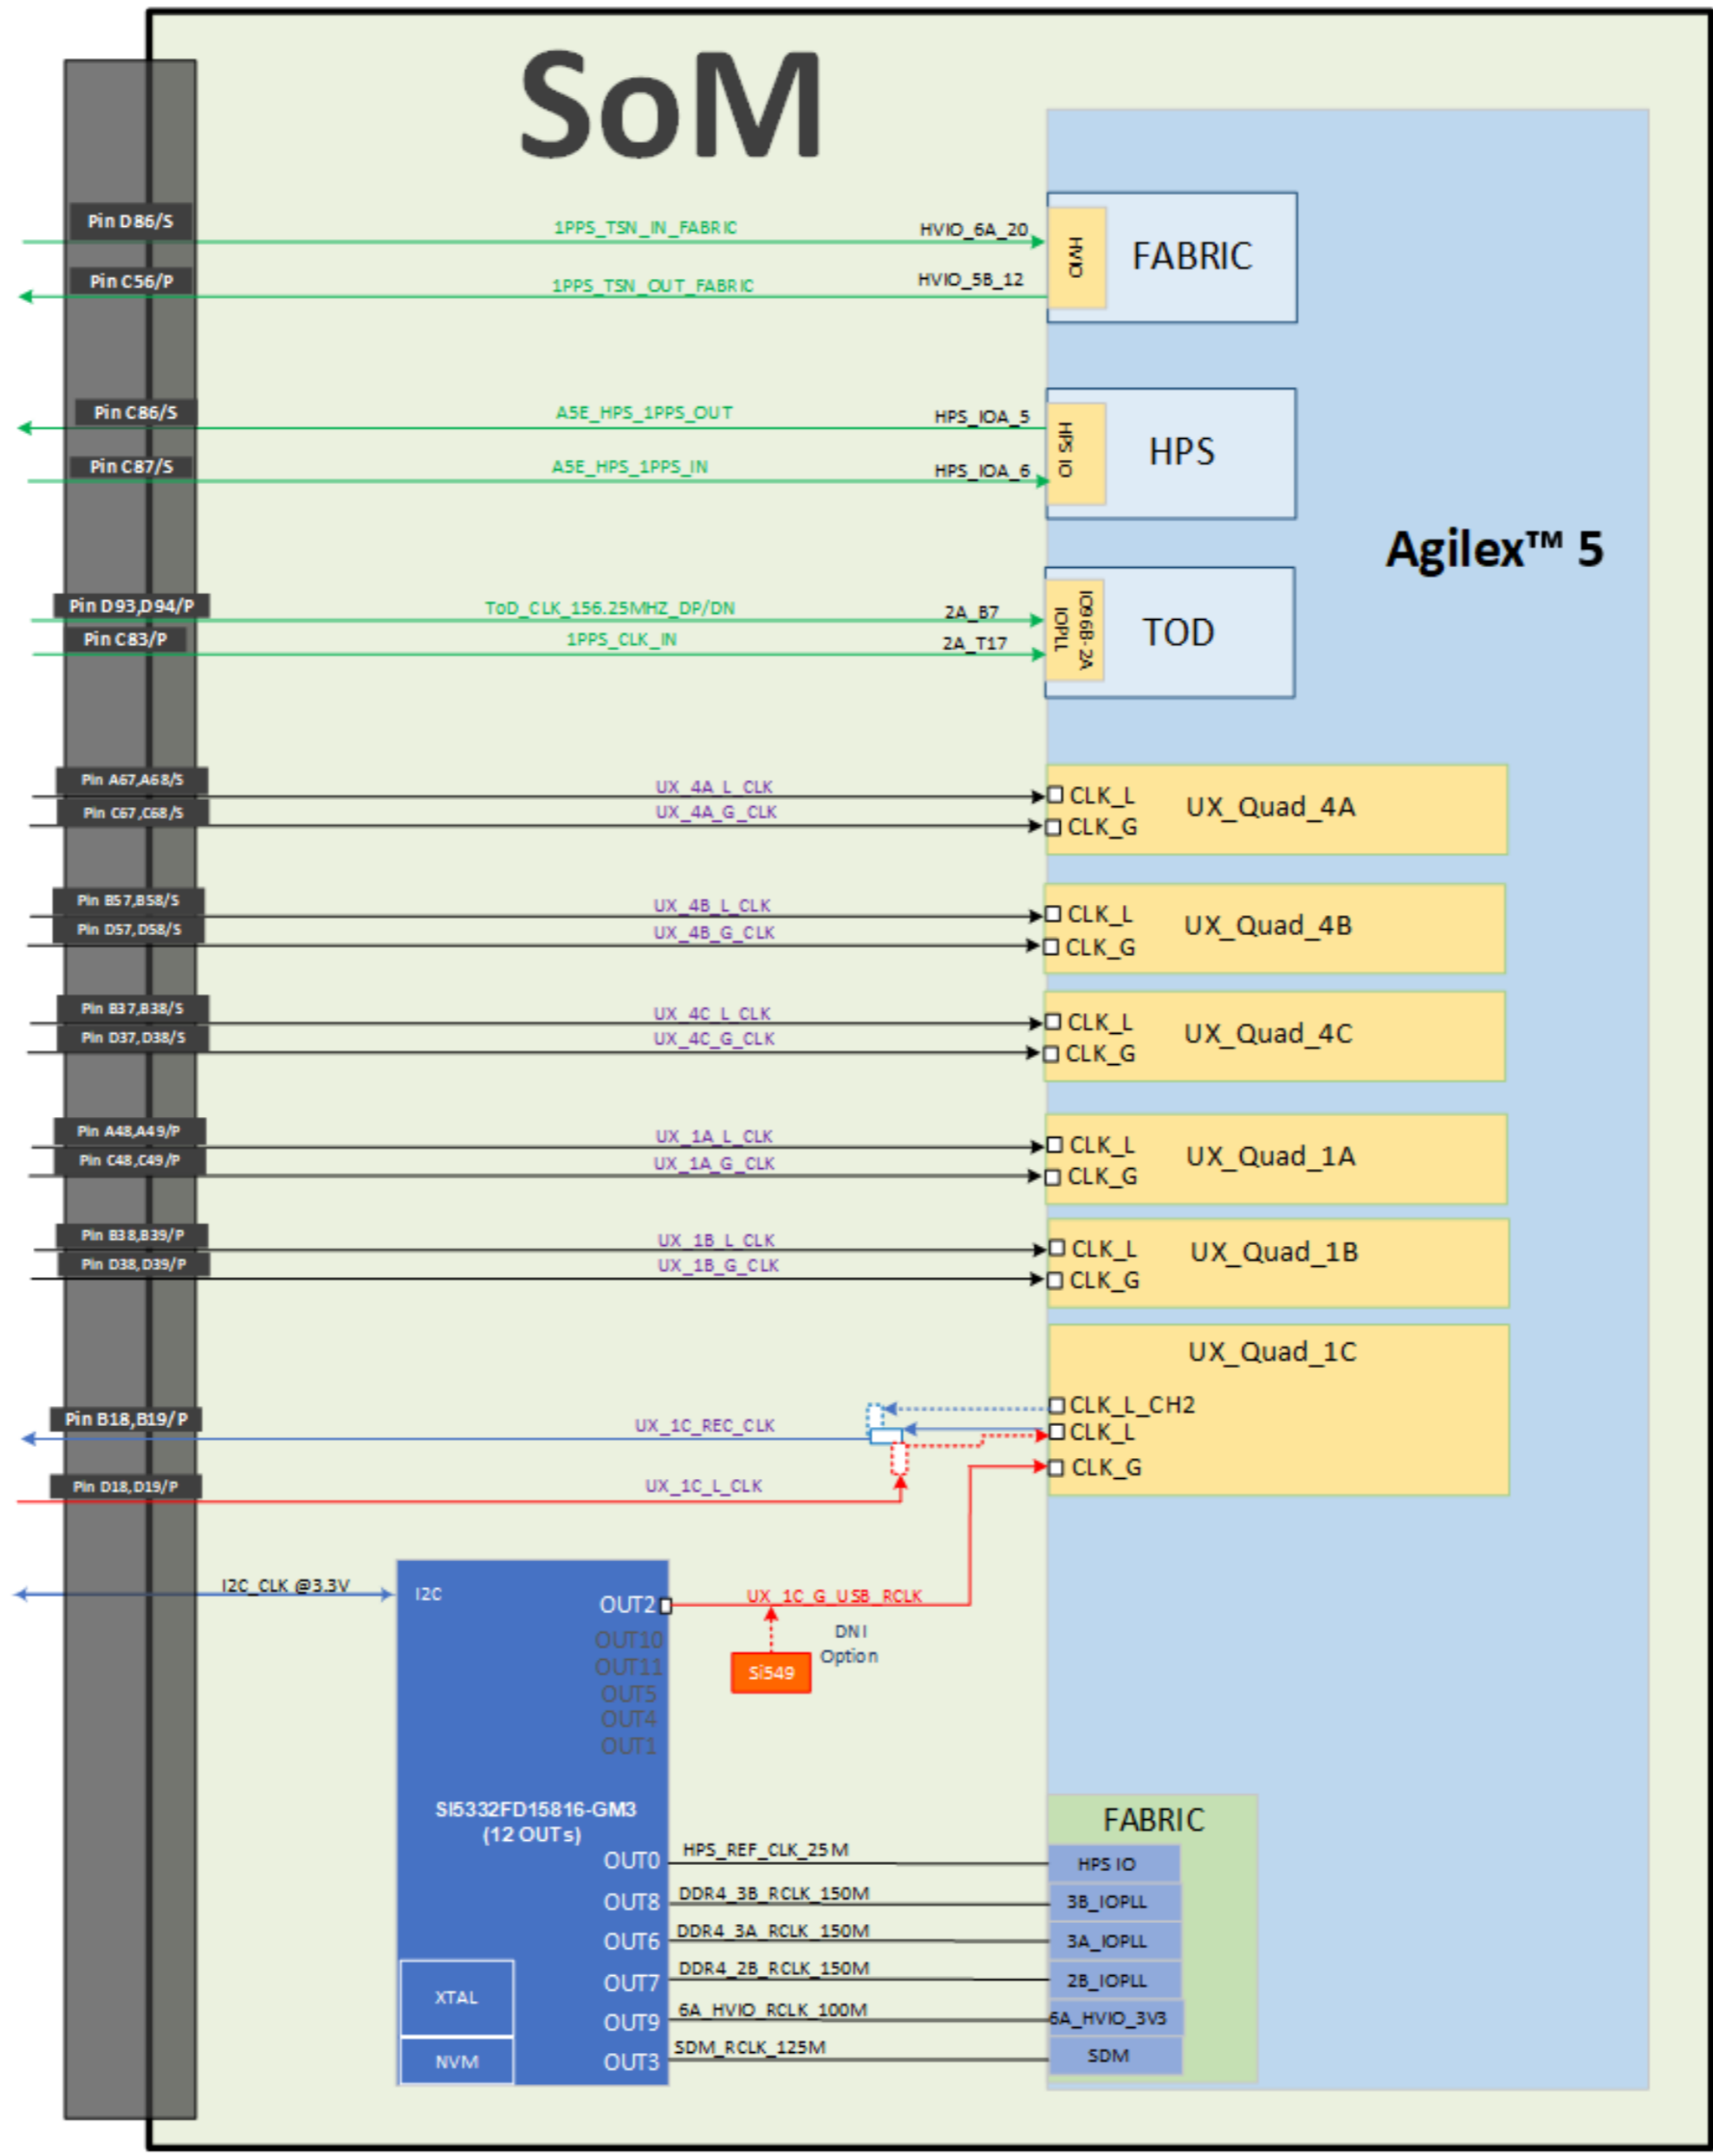 SoM
Pin D86/S
1PPS_TSN_IN_FABRIC
HVIO_6A_20
Pin C56/P
1PPS_TSN_OUT_FABRIC
HVIO_5B_12
HVIO
FABRIC
Pin C86/S
A5E_HPS_1PPS_OUT
HPS_IOA_5
Pin C87/S
A5E_HPS_1PPS_IN
HPS_IOA_6
HPS IO
HPS
Agilex™ 5
Pin D93,D94/P
ToD_CLK_156.25MHZ_DP/DN
2A_B7
Pin C83/P
1PPS_CLK_IN
2A_T17
IO96B-2A
IOPLL
TOD
Pin A67,A68/S
UX_4A_L_CLK
CLK_L
Pin C67,C68/S
UX_4A_G_CLK
CLK_G
UX_Quad_4A
Pin B57,B58/S
UX_4B_L_CLK
CLK_L
Pin D57,D58/S
UX_4B_G_CLK
CLK_G
UX_Quad_4B
Pin B37,B38/S
UX_4C_L_CLK
CLK_L
Pin D37,D38/S
UX_4C_G_CLK
CLK_G
UX_Quad_4C
Pin A48,A49/P
UX_1A_L_CLK
CLK_L
Pin C48,C49/P
UX_1A_G_CLK
CLK_G
UX_Quad_1A
Pin B38,B39/P
UX_1B_L_CLK
CLK_L
Pin D38,D39/P
UX_1B_G_CLK
CLK_G
UX_Quad_1B
UX_Quad_1C
CLK_L_CH2
Pin B18,B19/P
UX_1C_REC_CLK
CLK_L
CLK_G
Pin D18,D19/P
UX_1C_L_CLK
I2C_CLK @3.3V
I2C
OUT2
UX_1C_G_USB_RCLK
DNI
Option
Si549
OUT10
OUT11
OUT5
OUT4
OUT1
SI5332FD15816-GM3
(12 OUTs)
FABRIC
OUT0
HPS_REF_CLK_25M
HPS IO
OUT8
DDR4_3B_RCLK_150M
3B_IOPLL
OUT6
DDR4_3A_RCLK_150M
3A_IOPLL
OUT7
DDR4_2B_RCLK_150M
2B_IOPLL
OUT9
6A_HVIO_RCLK_100M
6A_HVIO_3V3
OUT3
SDM_RCLK_125M
SDM
XTAL
NVM